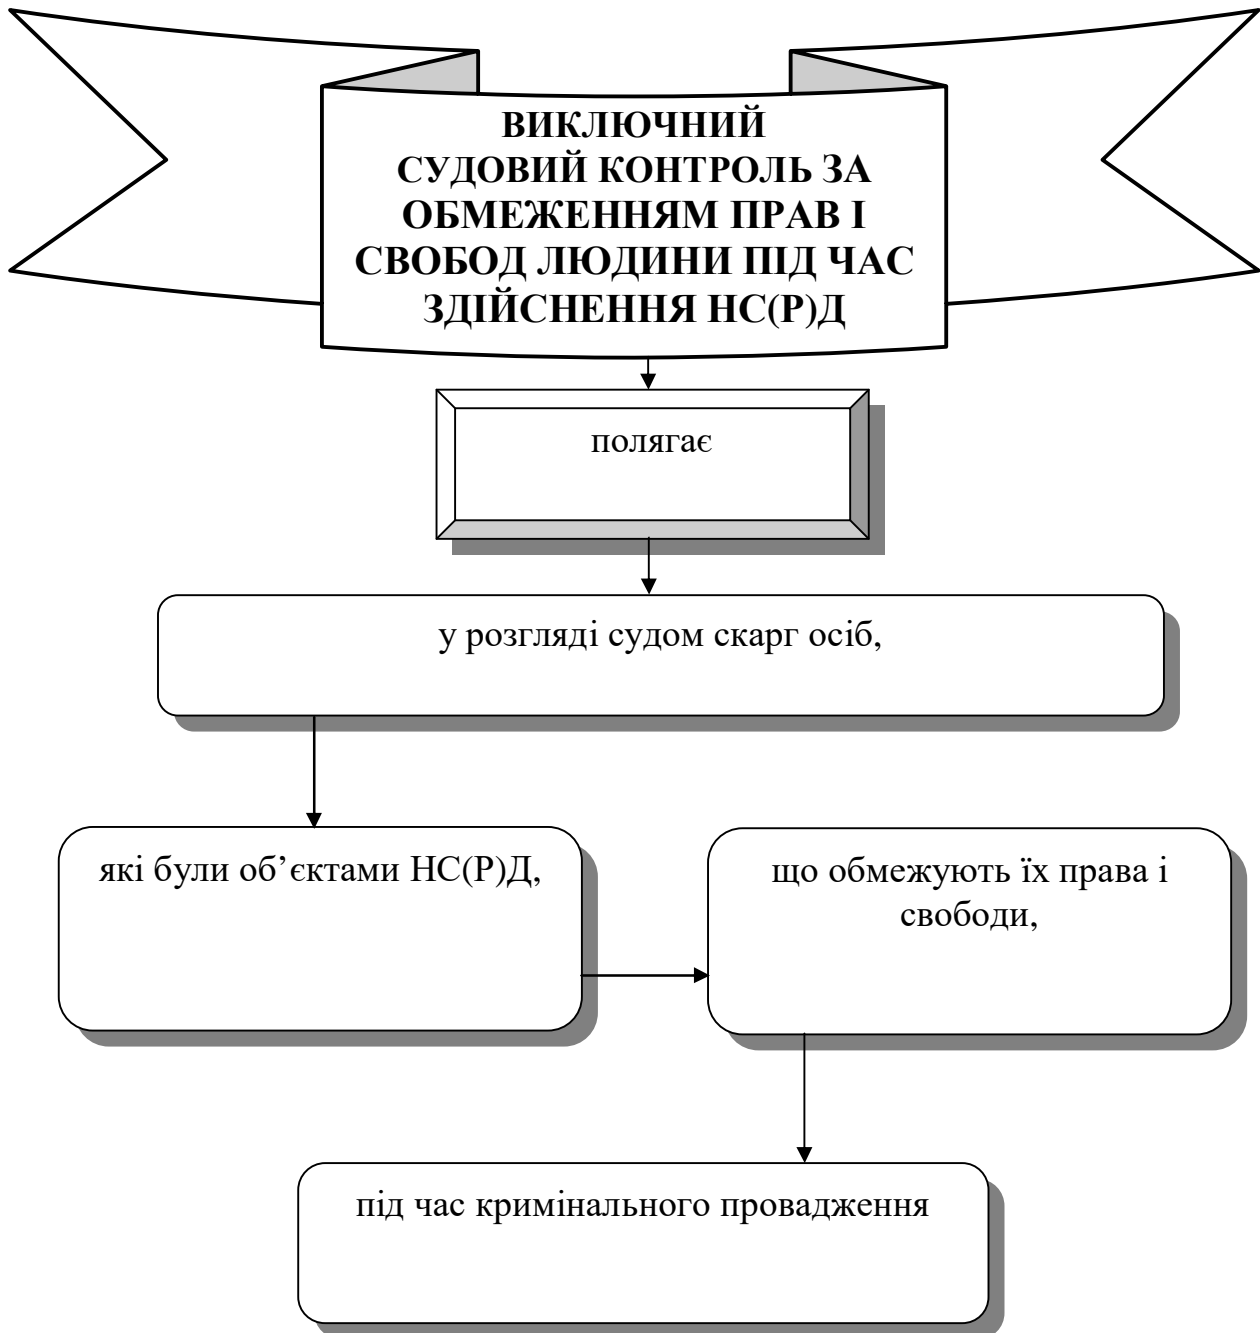 ВИКЛЮЧНИЙ
СУДОВИЙ КОНТРОЛЬ ЗА
ОБМЕЖЕННЯМ ПРАВ І
СВОБОД ЛЮДИНИ ПІД ЧАС
ЗДІЙСНЕННЯ НС(Р)Д
полягає
у розгляді судом скарг осіб,
які були об’єктами НС(Р)Д,
що обмежують їх права і
свободи,
під час кримінального провадження